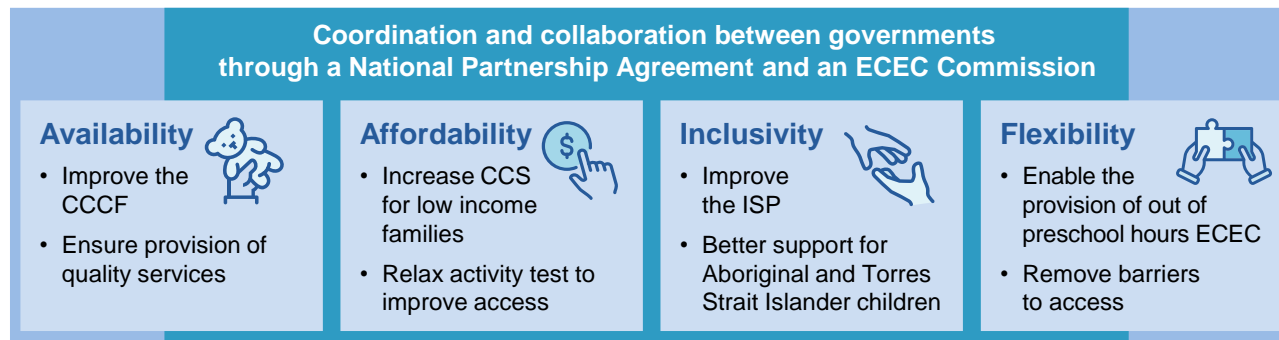 Coordination and collaboration between governments
through a National Partnership Agreement and an ECEC Commission
Availability
• Improve the
CCCF
• Ensure provision of
quality services
Affordability
$
• Increase CCS
for low income
families
• Relax activity test to
improve access
Inclusivity
• Improve
the ISP
• Better support for
Aboriginal and Torres
Strait Islander children
Flexibility
• Enable the
provision of out of
preschool hours ECEC
• Remove barriers
to access